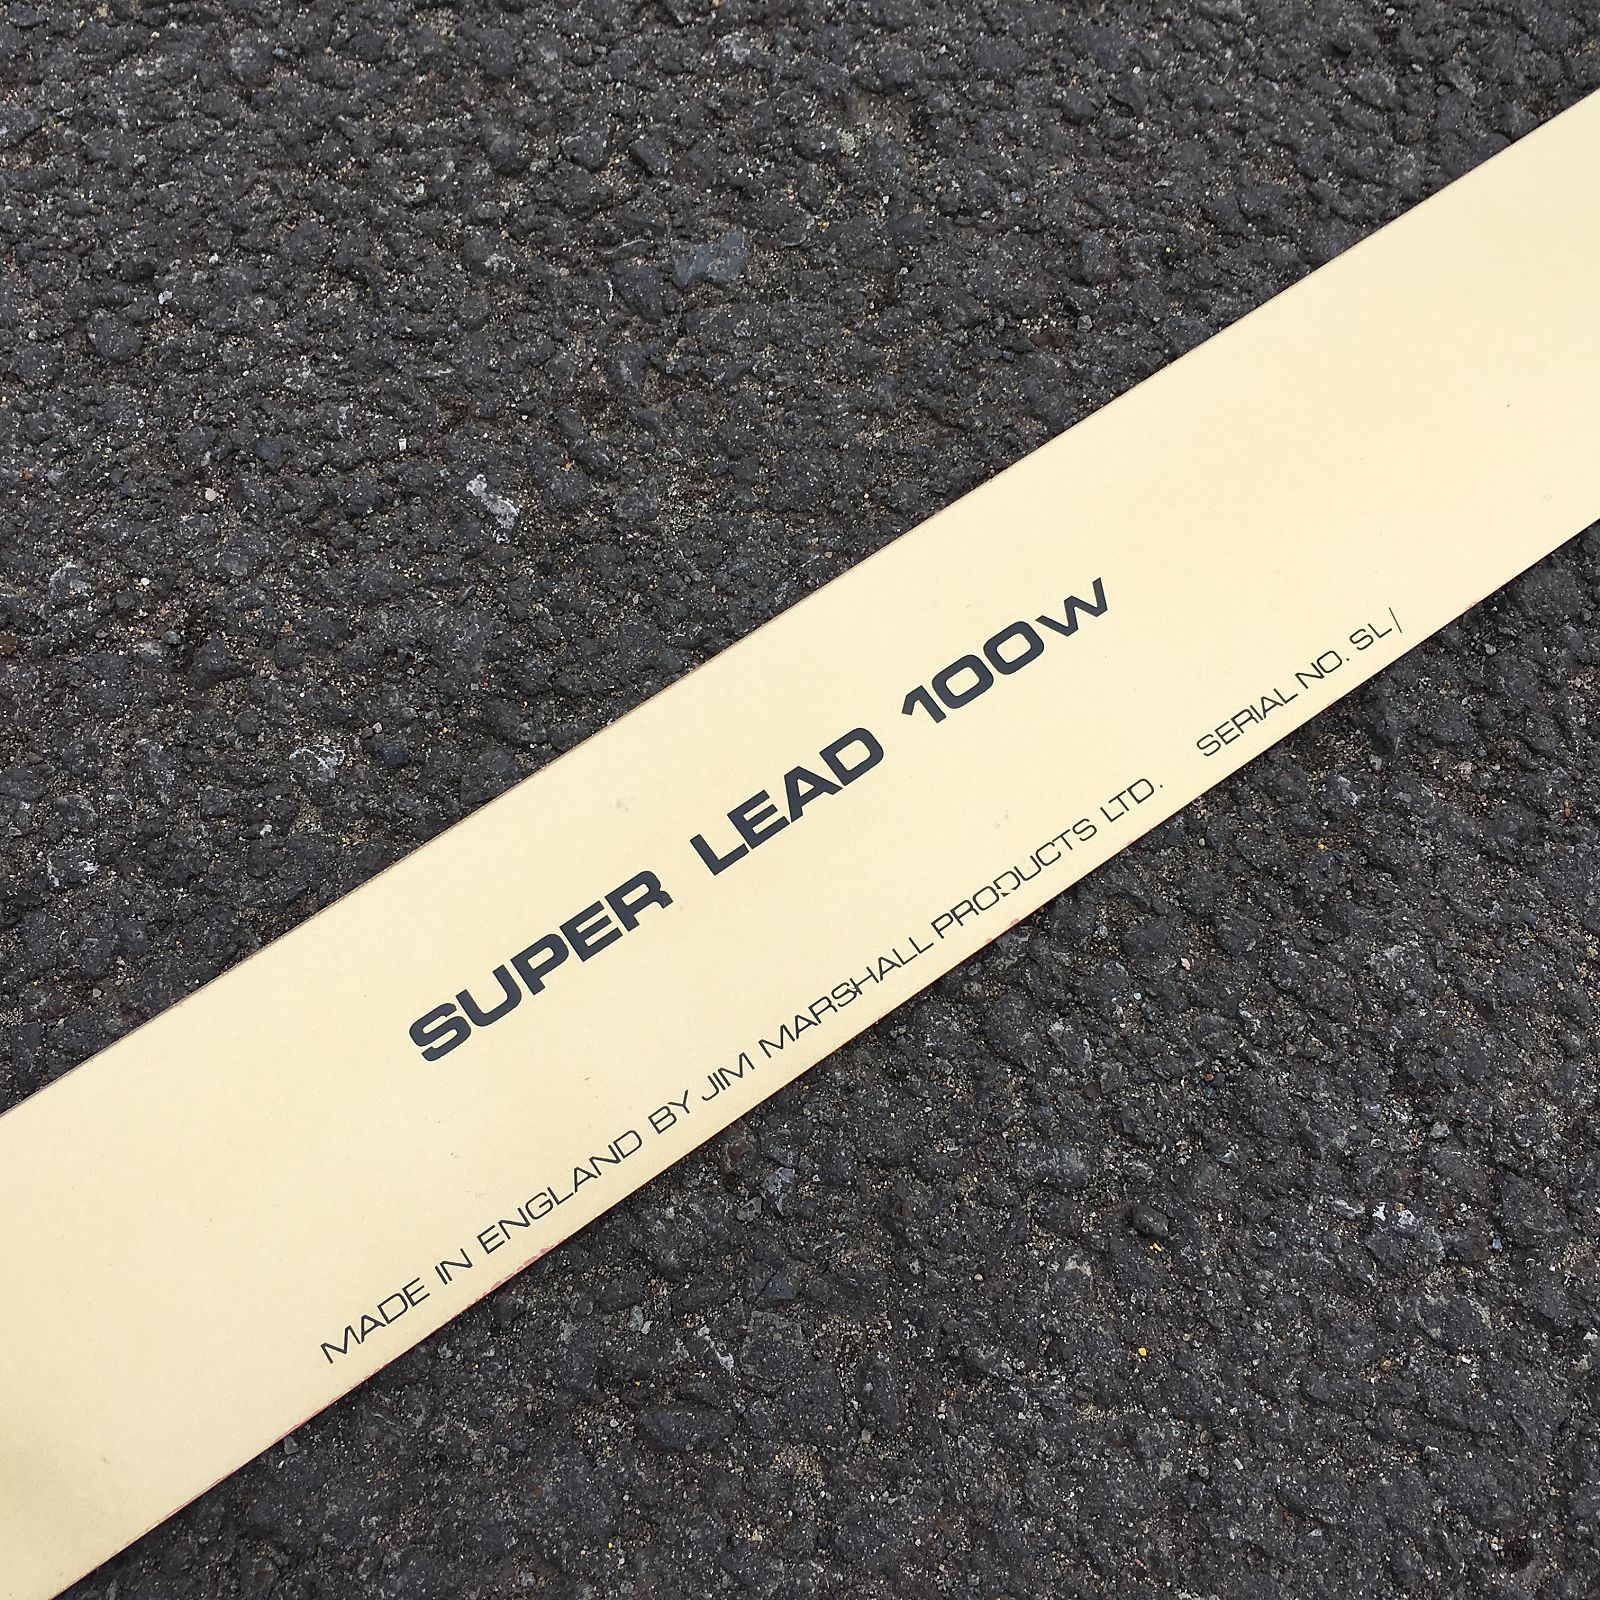 SUPER LEAD 100W
MADE IN ENGLAND BY JIM MARSHALL PRODUCTS LTD. SERIAL NO. SL/